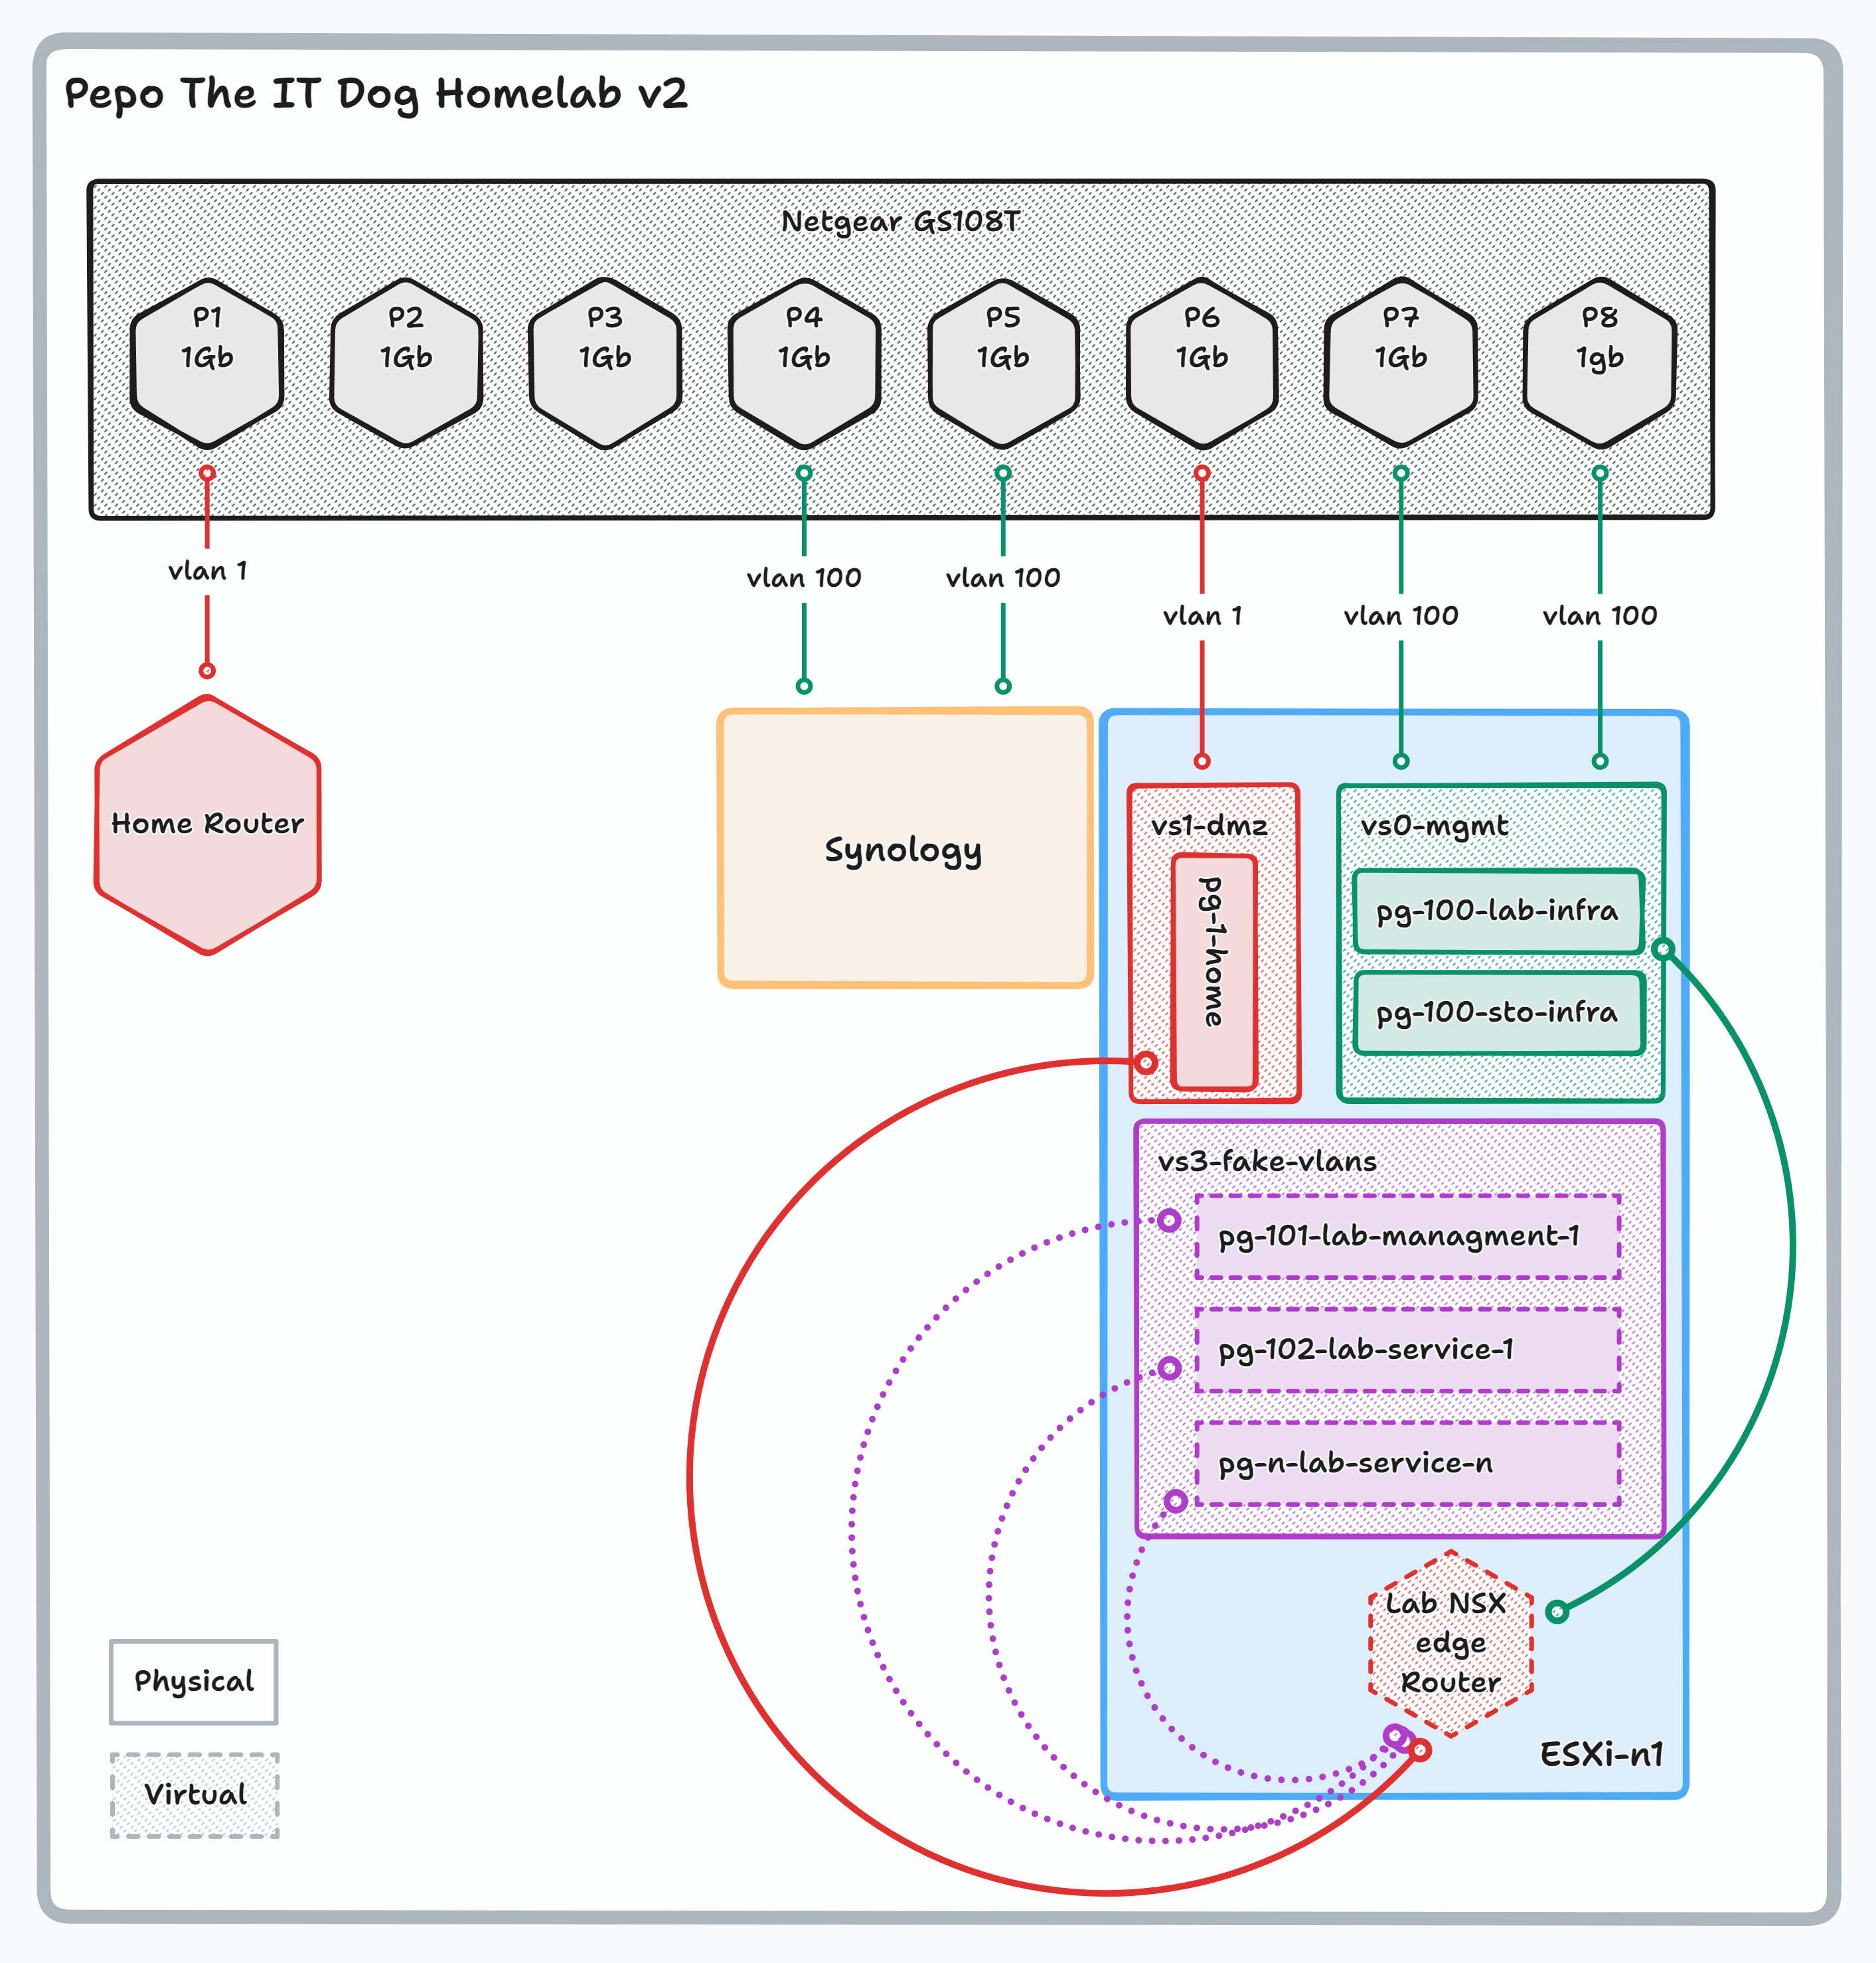 Pepo The IT Dog Homelab v2
Netgear GS108T
P1
1Gb
P2
1Gb
P3
1Gb
P4
1Gb
P5
1Gb
P6
1Gb
P7
1Gb
P8
1gb
vlan 1
vlan 100
vlan 100
vlan 1
vlan 100
vlan 100
Home Router
Synology
vs1-dmz
pg-1-home
vs0-mgmt
pg-100-lab-infra
pg-100-sto-infra
vs3-fake-vlans
pg-101-lab-managment-1
pg-102-lab-service-1
pg-n-lab-service-n
Lab NSX
edge
Router
ESXi-n1
Physical
Virtual